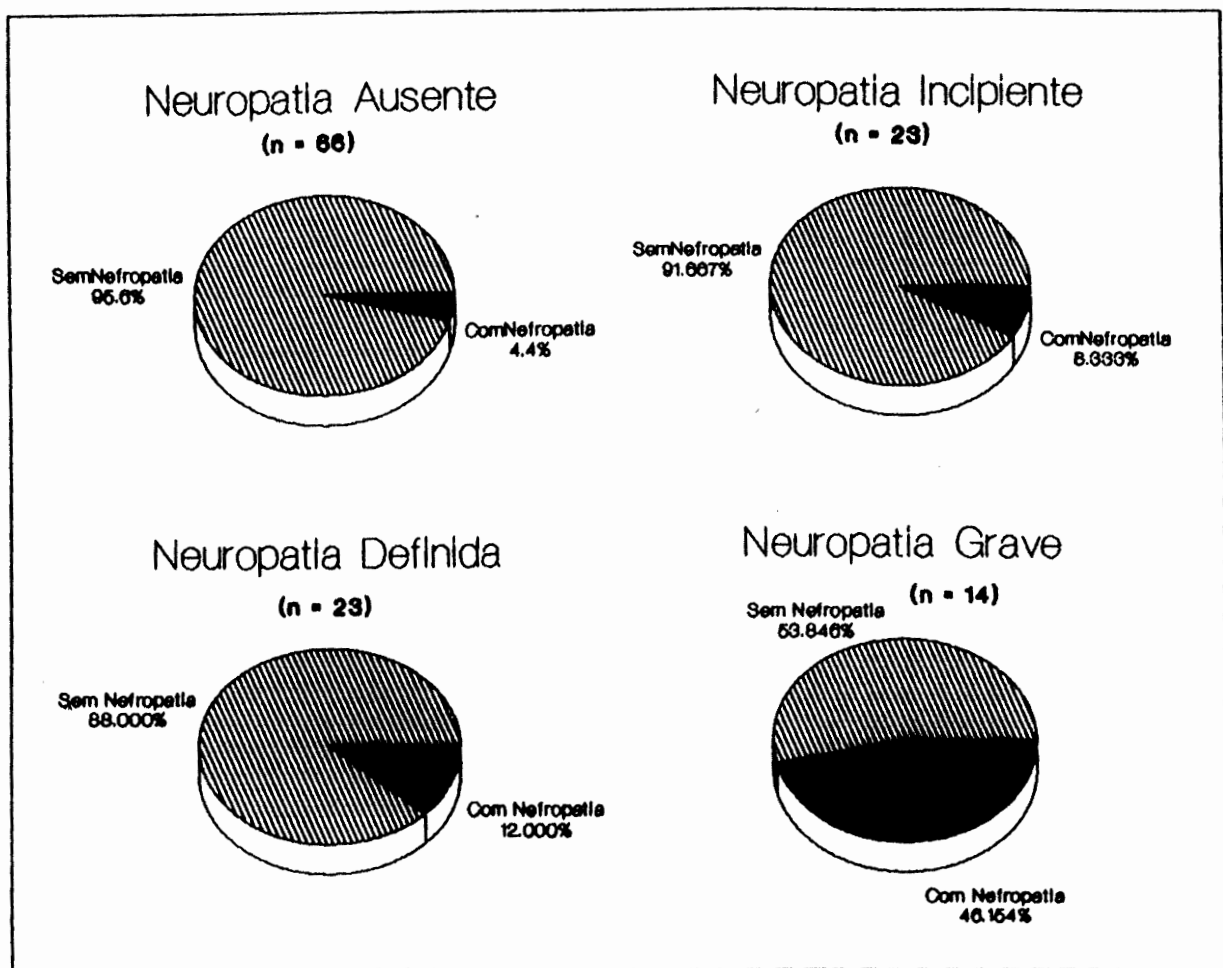 Neuropatia Ausente
(n = 66)
SemNefropatia
95.6%
ComNefropatia
4.4%
Neuropatia Incipiente
(n = 23)
SemNefropatia
91.667%
ComNefropatia
8.333%
Neuropatia Definida
(n = 23)
Sem Nefropatia
88.000%
Com Nefropatia
12.000%
Neuropatia Grave
(n = 14)
Sem Nefropatia
53.846%
Com Nefropatia
46.154%